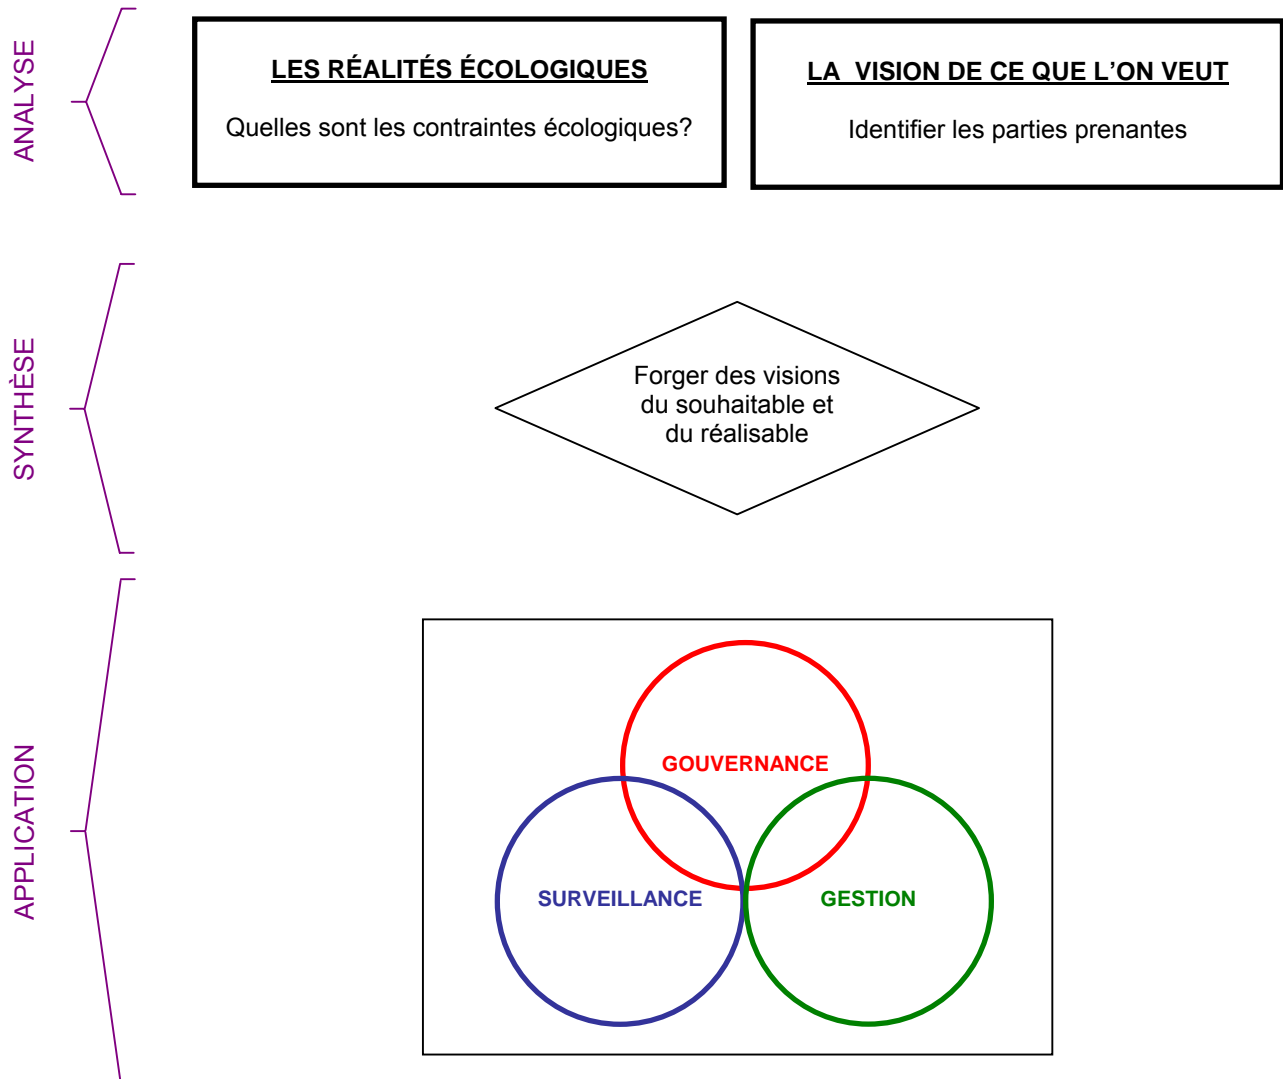 ANALYSE
LES RÉALITÉS ÉCOLOGIQUES
Quelles sont les contraintes écologiques?
LA VISION DE CE QUE L'ON VEUT
Identifier les parties prenantes
SYNTHÈSE
Forger des visions
du souhaitable et
du réalisable
APPLICATION
GOUVERNANCE
SURVEILLANCE
GESTION